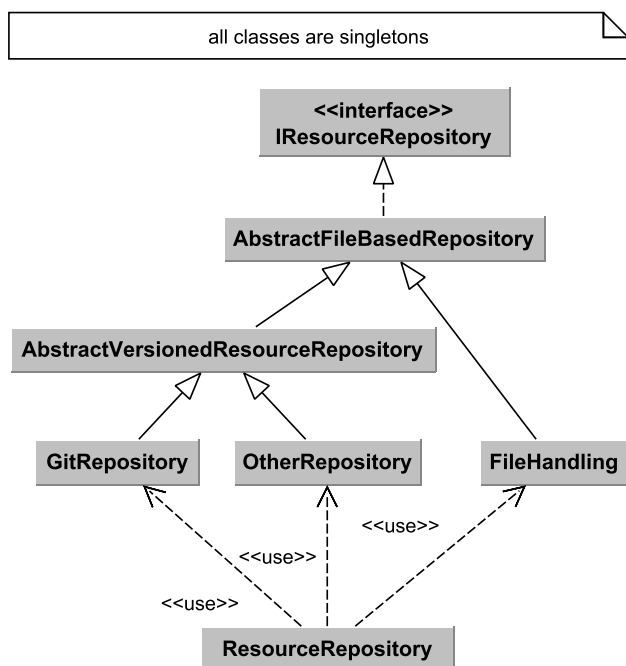 all classes are singletons
<<interface>>
IResourceRepository
AbstractFileBasedRepository
AbstractVersionedResourceRepository
GitRepository
OtherRepository
FileHandling
<<use>>
<<use>>
<<use>>
ResourceRepository